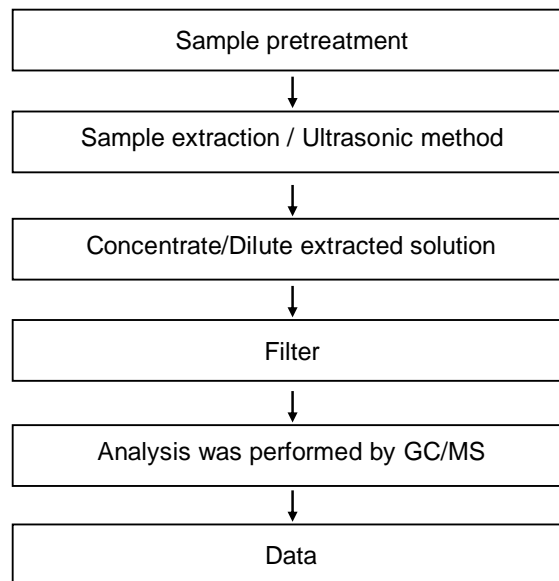 Sample pretreatment
Sample extraction / Ultrasonic method
Concentrate/Dilute extracted solution
Filter
Analysis was performed by GC/MS
Data